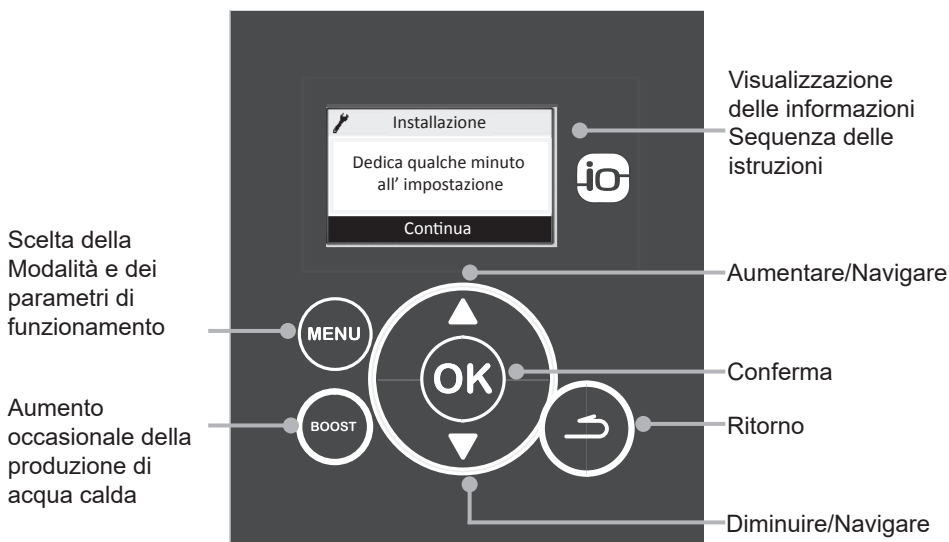 Visualizzazione
delle informazioni
Sequenza delle
istruzioni
Installazione
Dedica qualche minuto
all' impostazione
Continua
io
Scelta della
Modalità e dei
parametri di
funzionamento
Aumentare/Navigare
MENU
OK
Conferma
Aumento
occasionale della
produzione di
acqua calda
BOOST
Ritorno
Diminuire/Navigare